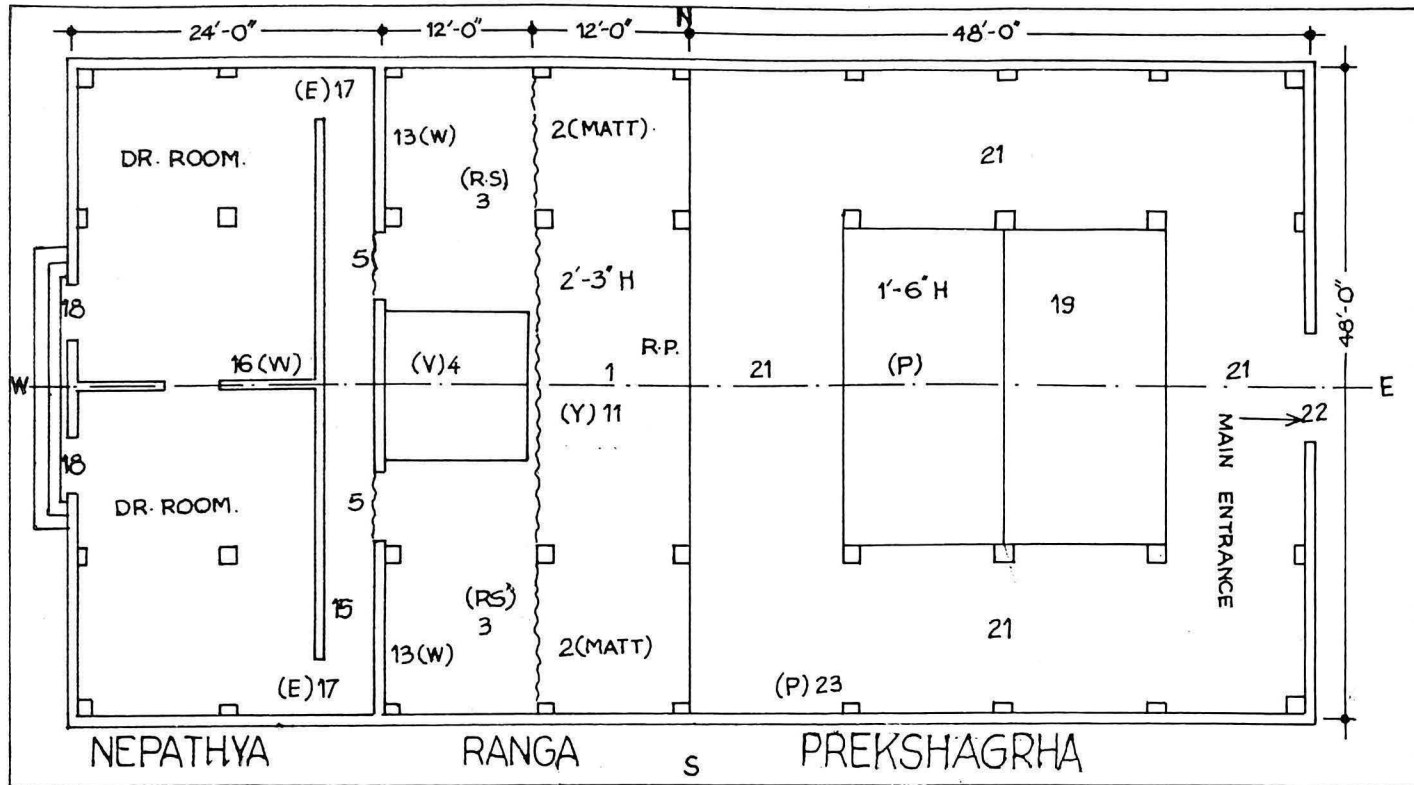 N
24'-0" 12'-0" 12'-0" 48'-0"
(E) 17
DR. ROOM.
13(W)
2(MATT).
21
(R.S)
3
5
2'-3" H
1'-6" H
19
48'-0"
18
R.P.
16(W)
(V)4
1
21
(P)
21
W
E
(Y) 11
22
MAIN ENTRANCE
18
DR. ROOM.
5
(RS")
3
15
13(W)
2(MATT)
21
(E) 17
(P) 23
NEPATHYA RANGA PREKSHAGRHA
S